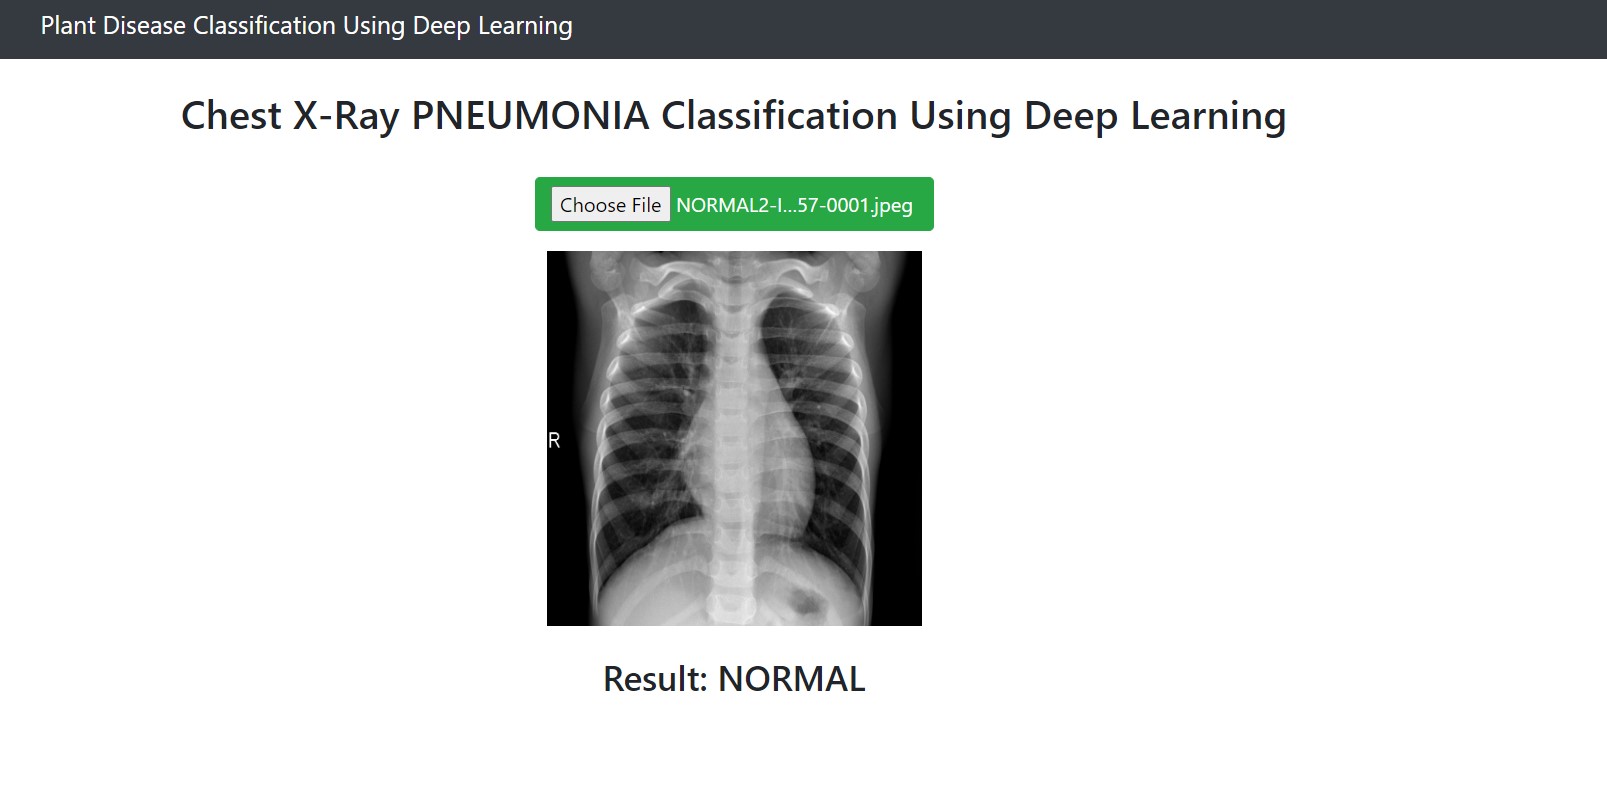 Plant Disease Classification Using Deep Learning
Chest X-Ray PNEUMONIA Classification Using Deep Learning
Choose File NORMAL2-I...57-0001.jpeg
R
Result: NORMAL